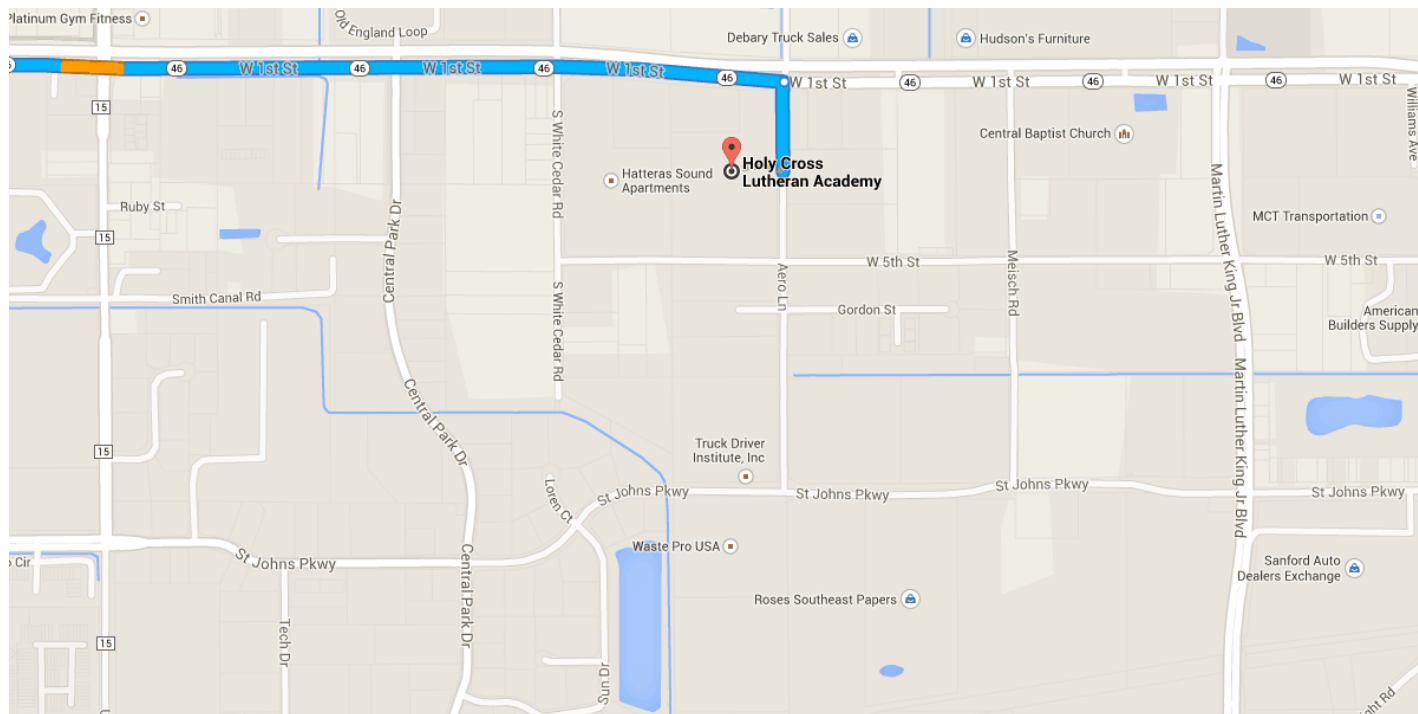 Platinum Gym Fitness
Old England Loop
Debary Truck Sales
Hudson's Furniture
46
W 1st St
46
W 1st St
46
W 1st St
46
W 1st St
46
W 1st St
46
W 1st St
15
Williams Ave
S White Cedar Rd
Central Baptist Church
Holy Cross
Lutheran Academy
Hatteras Sound
Apartments
Martin Luther King Jr Blvd
Ruby St
MCT Transportation
15
Central Park Dr
W 5th St
W 5th St
Aero Ln
Meisch Rd
Smith Canal Rd
S White Cedar Rd
Gordon St
American
Builders Supply
Central Park Dr
Martin Luther King Jr Blvd
15
Truck Driver
Institute, Inc
Loren Ct
St Johns Pkwy
St Johns Pkwy
St Johns Pkwy
St Johns Pkwy
St Johns Pkwy
Waste Pro USA
Cir
Central Park Dr
Sanford Auto
Dealers Exchange
Roses Southeast Papers
15
Tech Dr
Sun Dr